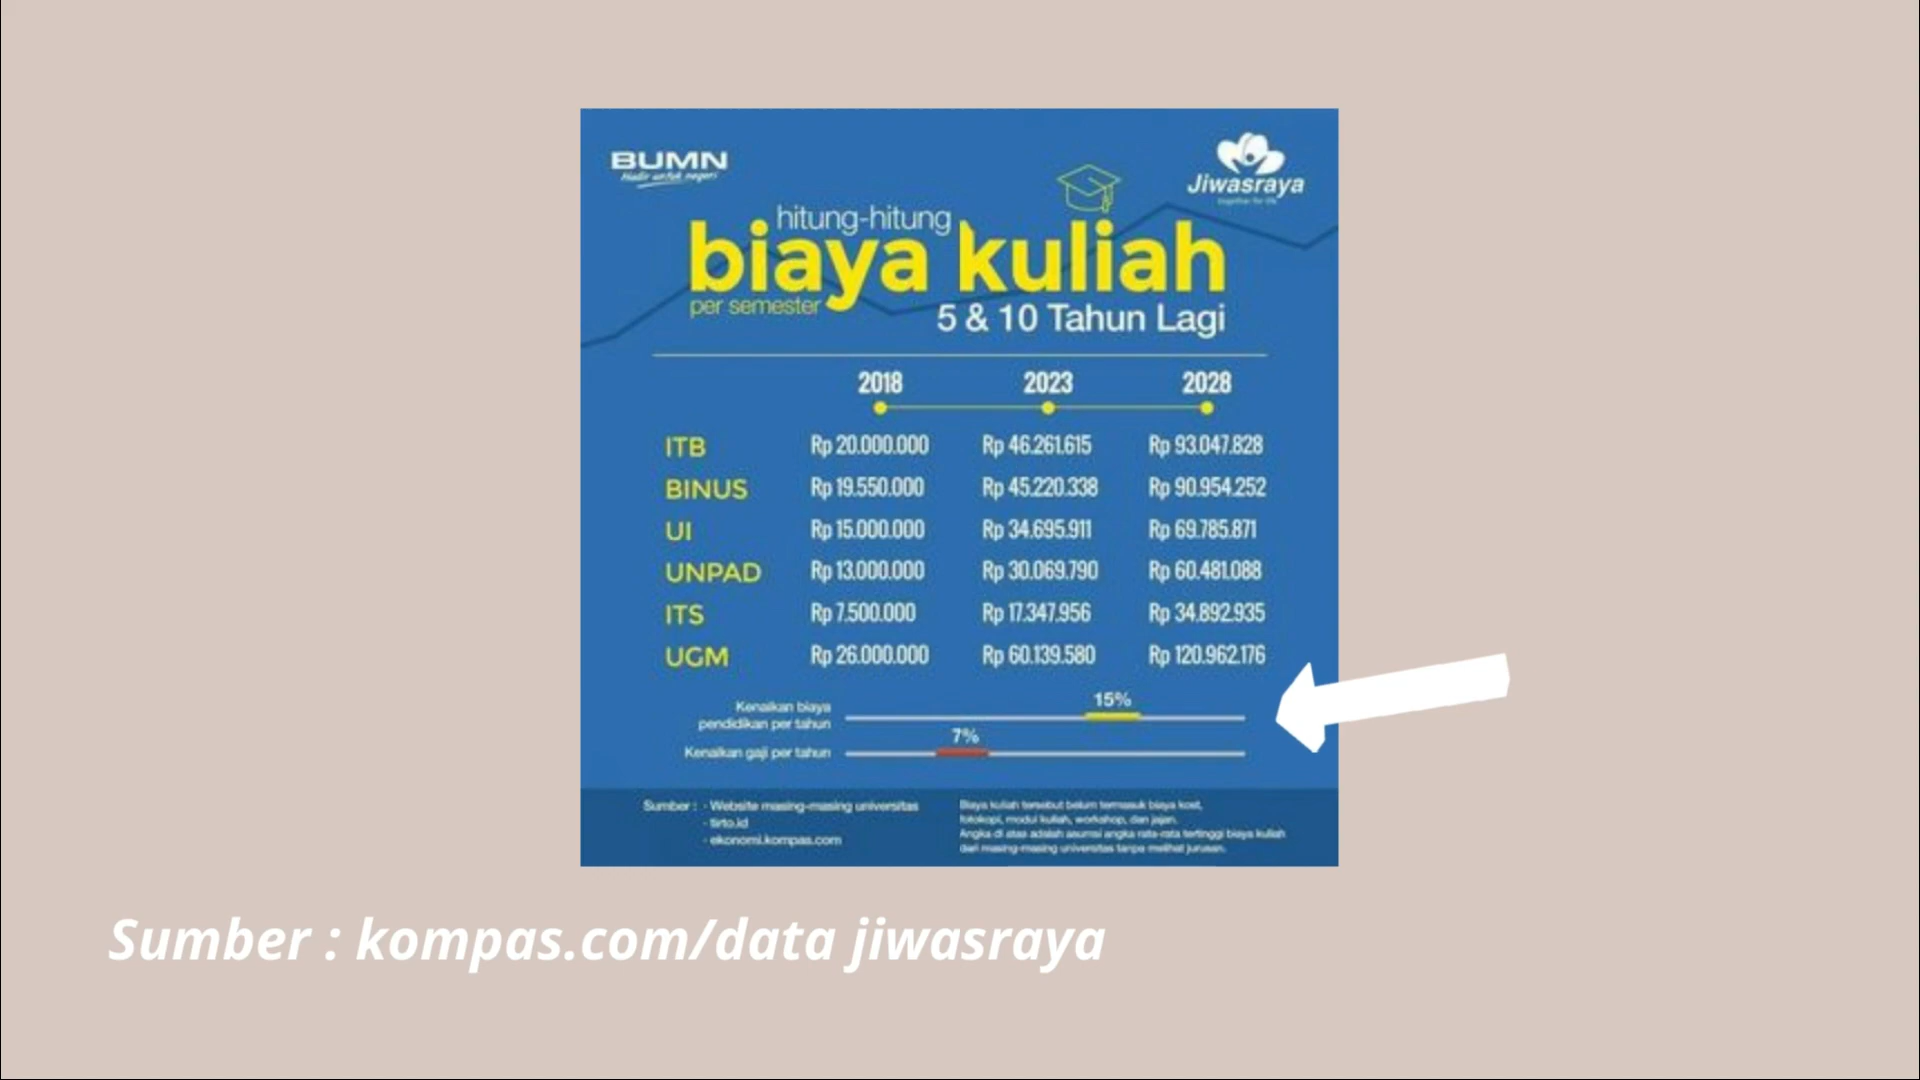 BUMN
Hadir untuk negeri
Jiwasraya
together for life
hitung-hitung
biaya kuliah
per semester
5 & 10 Tahun Lagi
2018 2023 2028
ITB Rp 20.000.000 Rp 46.261.615 Rp 93.047.828
BINUS Rp 19.550.000 Rp 45.220.338 Rp 90.954.252
UI Rp 15.000.000 Rp 34.695.911 Rp 69.785.871
UNPAD Rp 13.000.000 Rp 30.069.790 Rp 60.481.088
ITS Rp 7.500.000 Rp 17.347.956 Rp 34.892.935
UGM Rp 26.000.000 Rp 60.139.580 Rp 120.962.176
Kenaikan biaya
pendidikan per tahun
15%
Kenaikan gaji per tahun
7%
Sumber : - Website masing-masing universitas
- tirto.id
- ekonomi.kompas.com
Biaya kuliah tersebut belum termasuk biaya kost,
fotokopi, modul kuliah, workshop, dan jajan.
Angka di atas adalah asumsi angka rata-rata tertinggi biaya kuliah
dari masing-masing universitas tanpa melihat jurusan.
Sumber : kompas.com/data jiwasraya